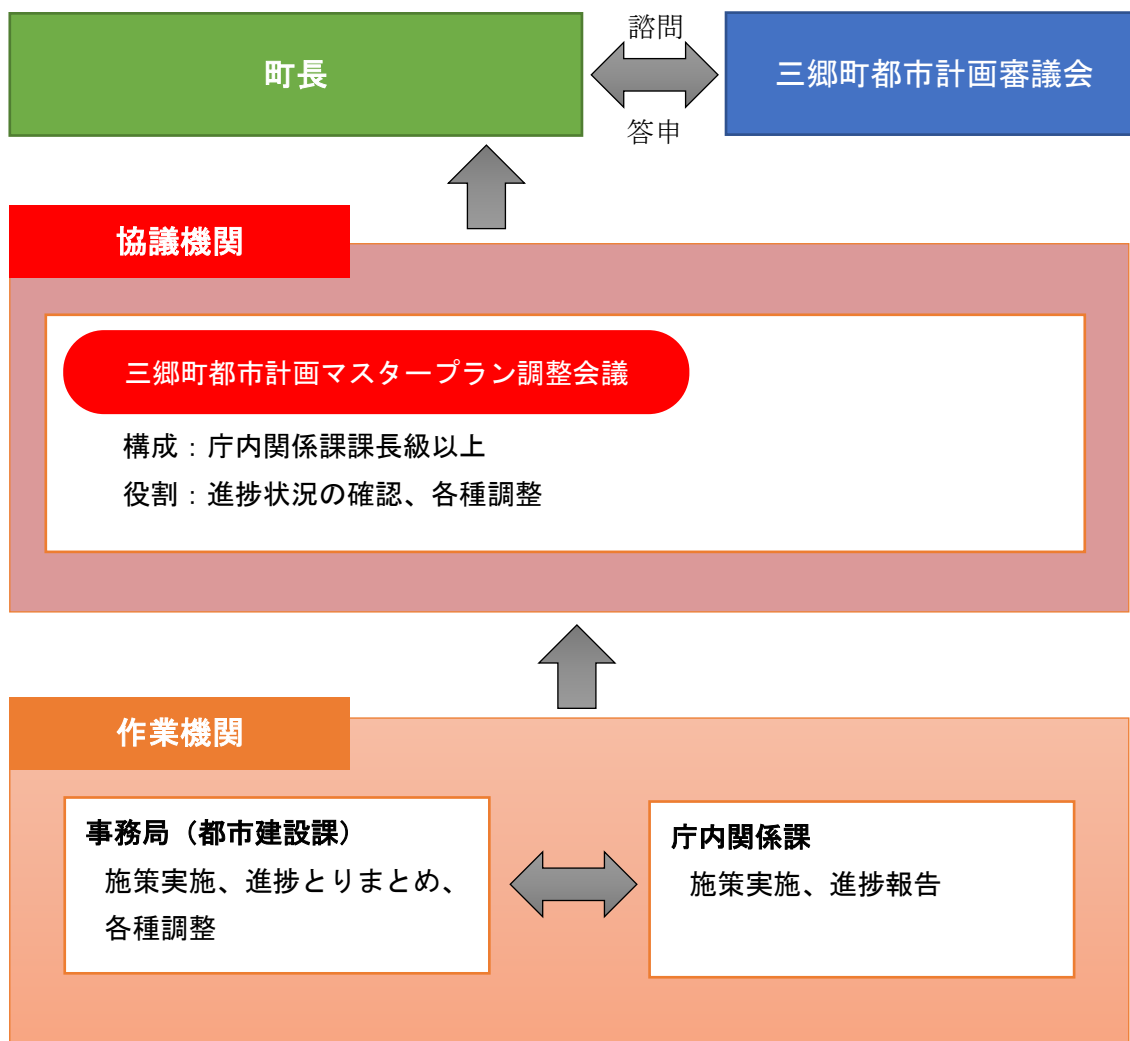 諮問
町長
三郷町都市計画審議会
答申
協議機関
三郷町都市計画マスタープラン調整会議
構成：庁内関係課課長級以上
役割：進捗状況の確認、各種調整
作業機関
事務局（都市建設課）
施策実施、進捗とりまとめ、
各種調整
庁内関係課
施策実施、進捗報告